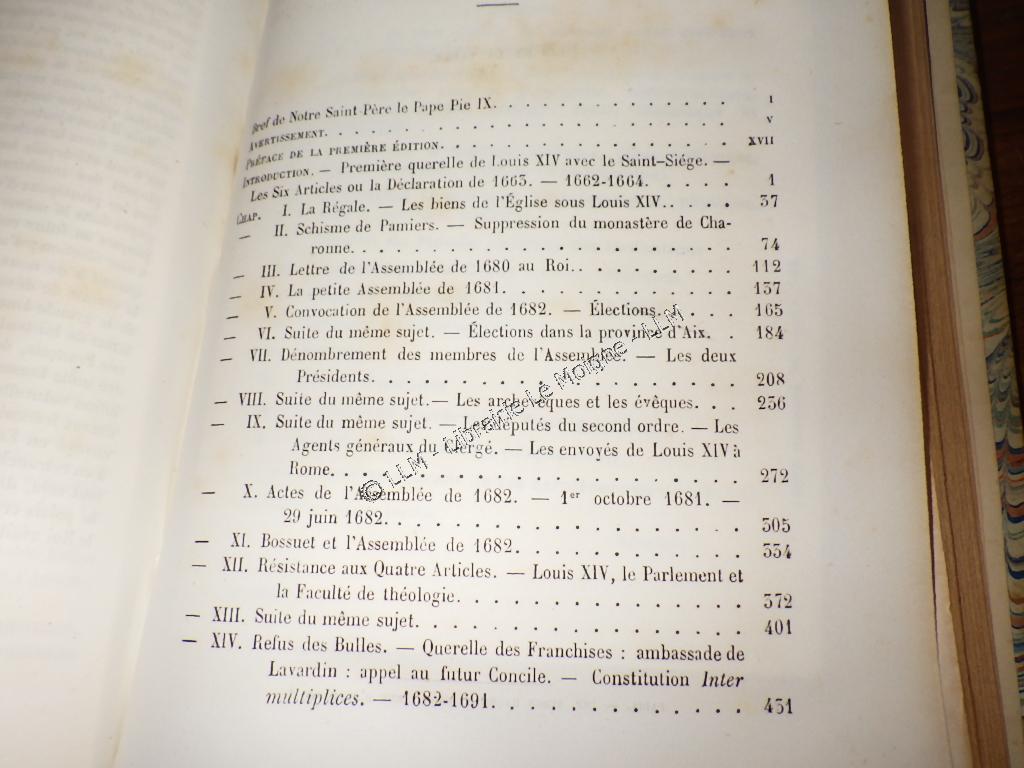 Bref de Notre Saint-Père le Pape Pie IX. . . . . . . . . . . . . . I
AVERTISSEMENT. . . . . . . . . . . . . . . . . . . . . V
PRÉFACE DE LA PREMIÈRE ÉDITION. . . . . . . . . . . . . . . XVII
INTRODUCTION. — Première querelle de Louis XIV avec le Saint-Siége. —
Les Six Articles ou la Déclaration de 1663. — 1662-1664. . . . . . 1
CHAP. I. La Régale. — Les biens de l'Église sous Louis XIV. . . . . 37
— II. Schisme de Pamiers. — Suppression du monastère de Cha-
ronne. . . . . . . . . . . . . . . . . . . . 74
— III. Lettre de l'Assemblée de 1680 au Roi. . . . . . . . . . 112
— IV. La petite Assemblée de 1681. . . . . . . . . . . . . 137
— V. Convocation de l'Assemblée de 1682. — Élections. . . . . 165
— VI. Suite du même sujet. — Élections dans la province d'Aix. . 184
— VII. Dénombrement des membres de l'Assemblée. — Les deux
Présidents. . . . . . . . . . . . . . . . . . . 208
— VIII. Suite du même sujet. — Les archevêques et les évêques. . . 236
— IX. Suite du même sujet. — Les députés du second ordre. — Les
Agents généraux du Clergé. — Les envoyés de Louis XIV à
Rome. . . . . . . . . . . . . . . . . . . . . 272
— X. Actes de l'Assemblée de 1682. — 1er octobre 1681. —
29 juin 1682. . . . . . . . . . . . . . . . . . 305
— XI. Bossuet et l'Assemblée de 1682. . . . . . . . . . . . 334
— XII. Résistance aux Quatre Articles. — Louis XIV, le Parlement et
la Faculté de théologie. . . . . . . . . . . . . . . 372
— XIII. Suite du même sujet. . . . . . . . . . . . . . . . 401
— XIV. Refus des Bulles. — Querelle des Franchises : ambassade de
Lavardin : appel au futur Concile. — Constitution Inter
multiplices. — 1682-1691. . . . . . . . . . . . . . 431
© LLM - Librairie Le Moigne - LLM